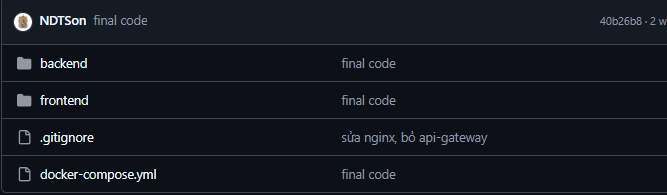 NDTSon final code 40b26b8 · 2 w
backend final code
frontend final code
.gitignore sửa nginx, bỏ api-gateway
docker-compose.yml final code